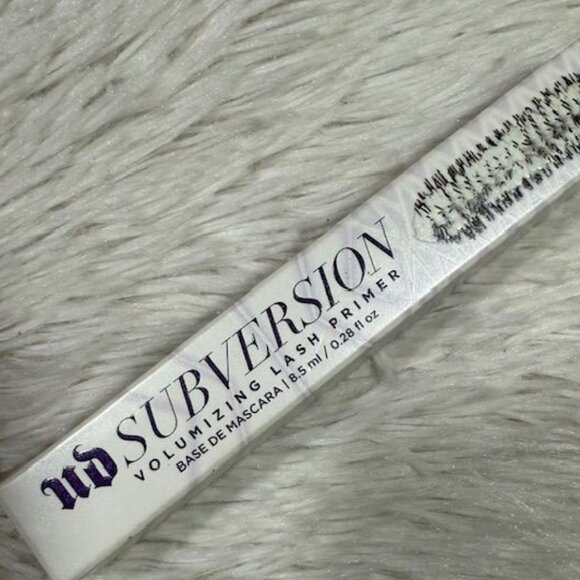 UD SUBVERSION
VOLUMIZING LASH PRIMER
BASE DE MASCARA | 8.5 ml / 0.28 fl oz